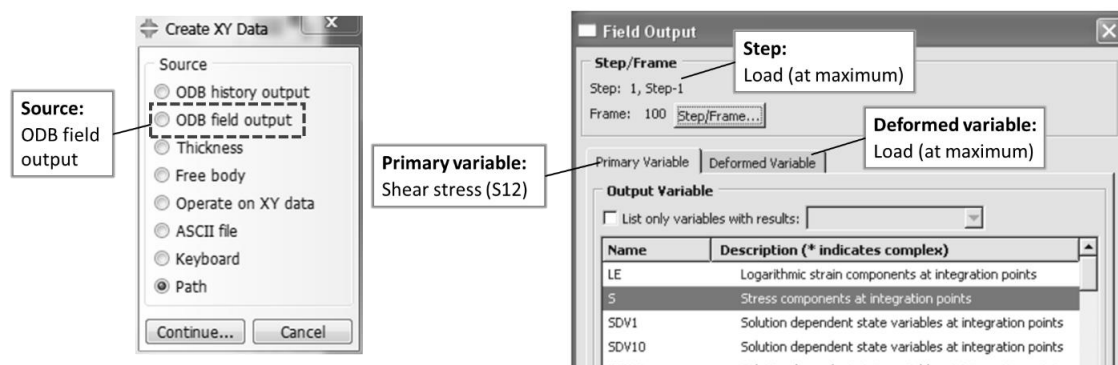 Create XY Data
X
Source
ODB history output
ODB field output
Thickness
Free body
Operate on XY data
ASCII file
Keyboard
Path
Continue...
Cancel
Source:
ODB field
output
Field Output
X
Step/Frame
Step: 1, Step-1
Frame: 100 Step/Frame...
Step:
Load (at maximum)
Deformed variable:
Load (at maximum)
Primary variable:
Shear stress (S12)
Primary Variable
Deformed Variable
Output Variable
List only variables with results:
Name Description (* indicates complex)
LE Logarithmic strain components at integration points
S Stress components at integration points
SDV1 Solution dependent state variables at integration points
SDV10 Solution dependent state variables at integration points